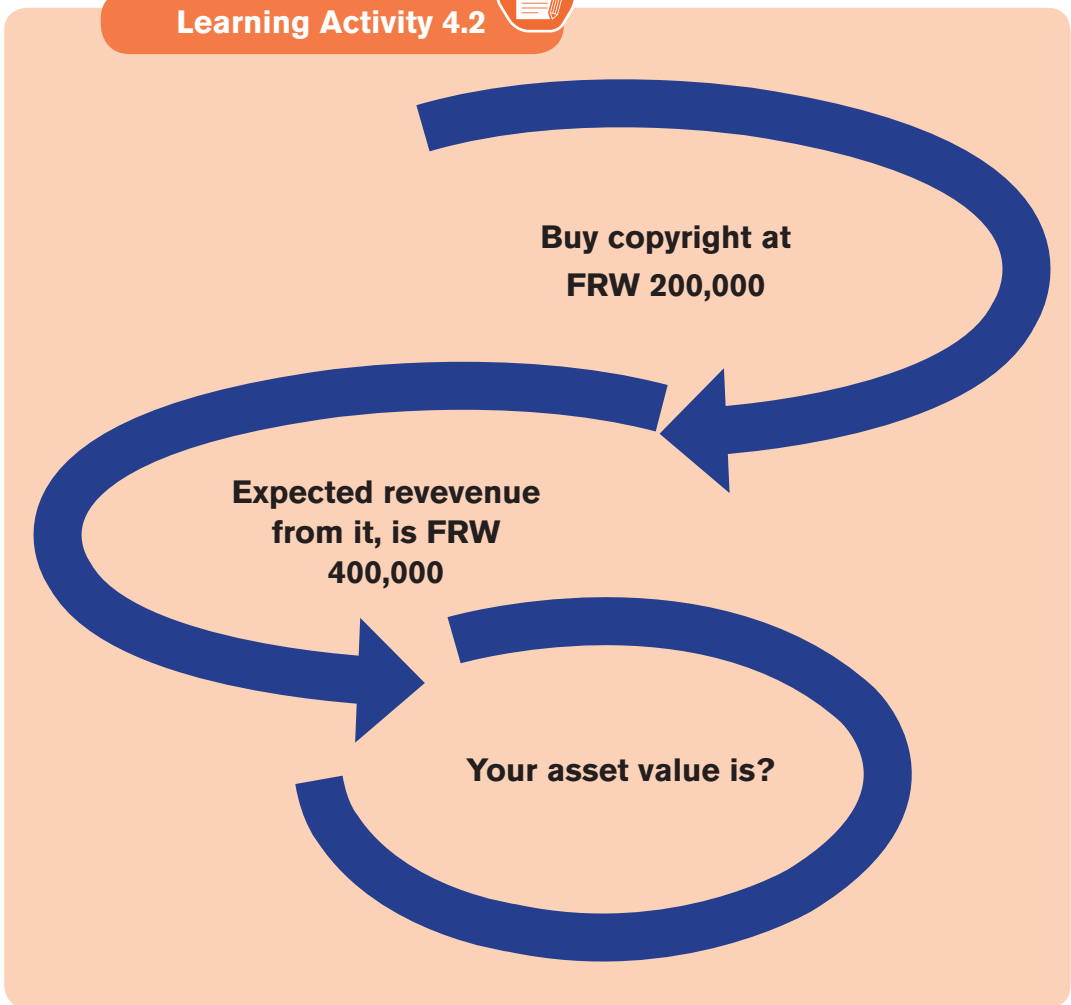 Learning Activity 4.2
Buy copyright at
FRW 200,000
Expected revevenue
from it, is FRW
400,000
Your asset value is?